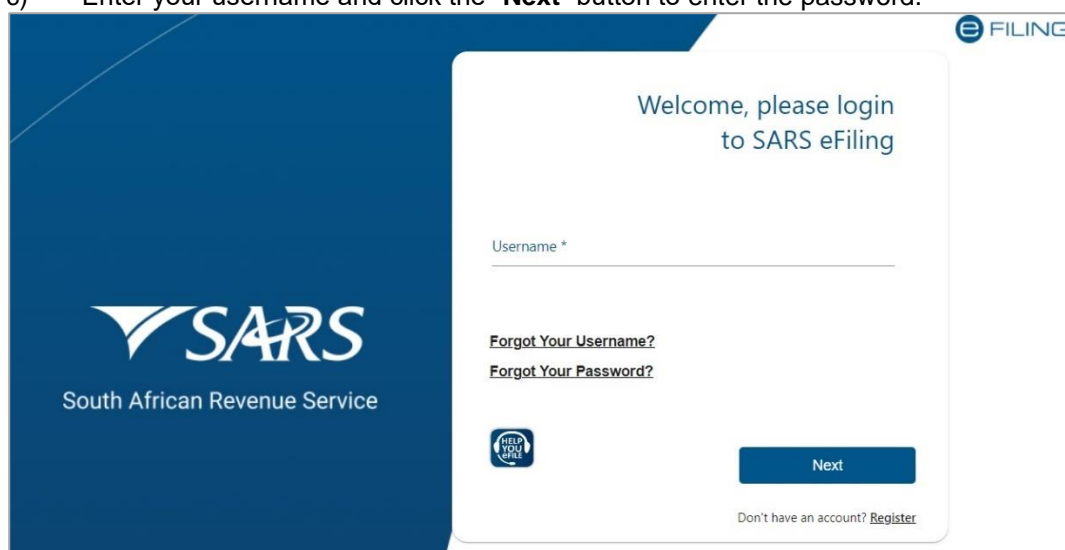 Enter your username and click the "Next" button to enter the password.
e FILING
Welcome, please login
to SARS eFiling
Username *
SARS
South African Revenue Service
Forgot Your Username?
Forgot Your Password?
HELP
YOU
eFILE
Next
Don't have an account? Register